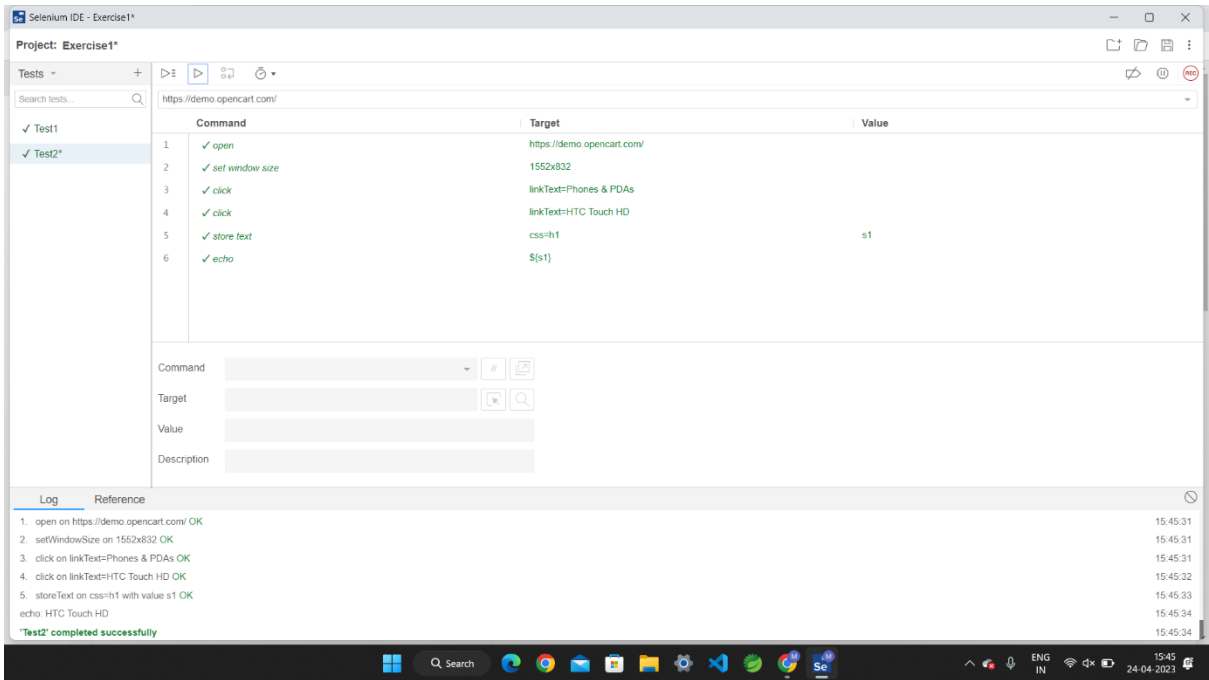 Selenium IDE - Exercise1*
Project: Exercise1*
Tests
Search tests...
https://demo.opencart.com/
Command Target Value
✓ Test1
✓ Test2*
1 ✓ open https://demo.opencart.com/
2 ✓ set window size 1552x832
3 ✓ click linkText=Phones & PDAs
4 ✓ click linkText=HTC Touch HD
5 ✓ store text css=h1 s1
6 ✓ echo ${s1}
REC
Command
//
Target
Value
Description
Log Reference
1. open on https://demo.opencart.com/ OK 15:45:31
2. setWindowSize on 1552x832 OK 15:45:31
3. click on linkText=Phones & PDAs OK 15:45:31
4. click on linkText=HTC Touch HD OK 15:45:32
5. storeText on css=h1 with value s1 OK 15:45:33
echo: HTC Touch HD 15:45:34
'Test2' completed successfully 15:45:34
Search
Se
ENG
IN
15:45
24-04-2023